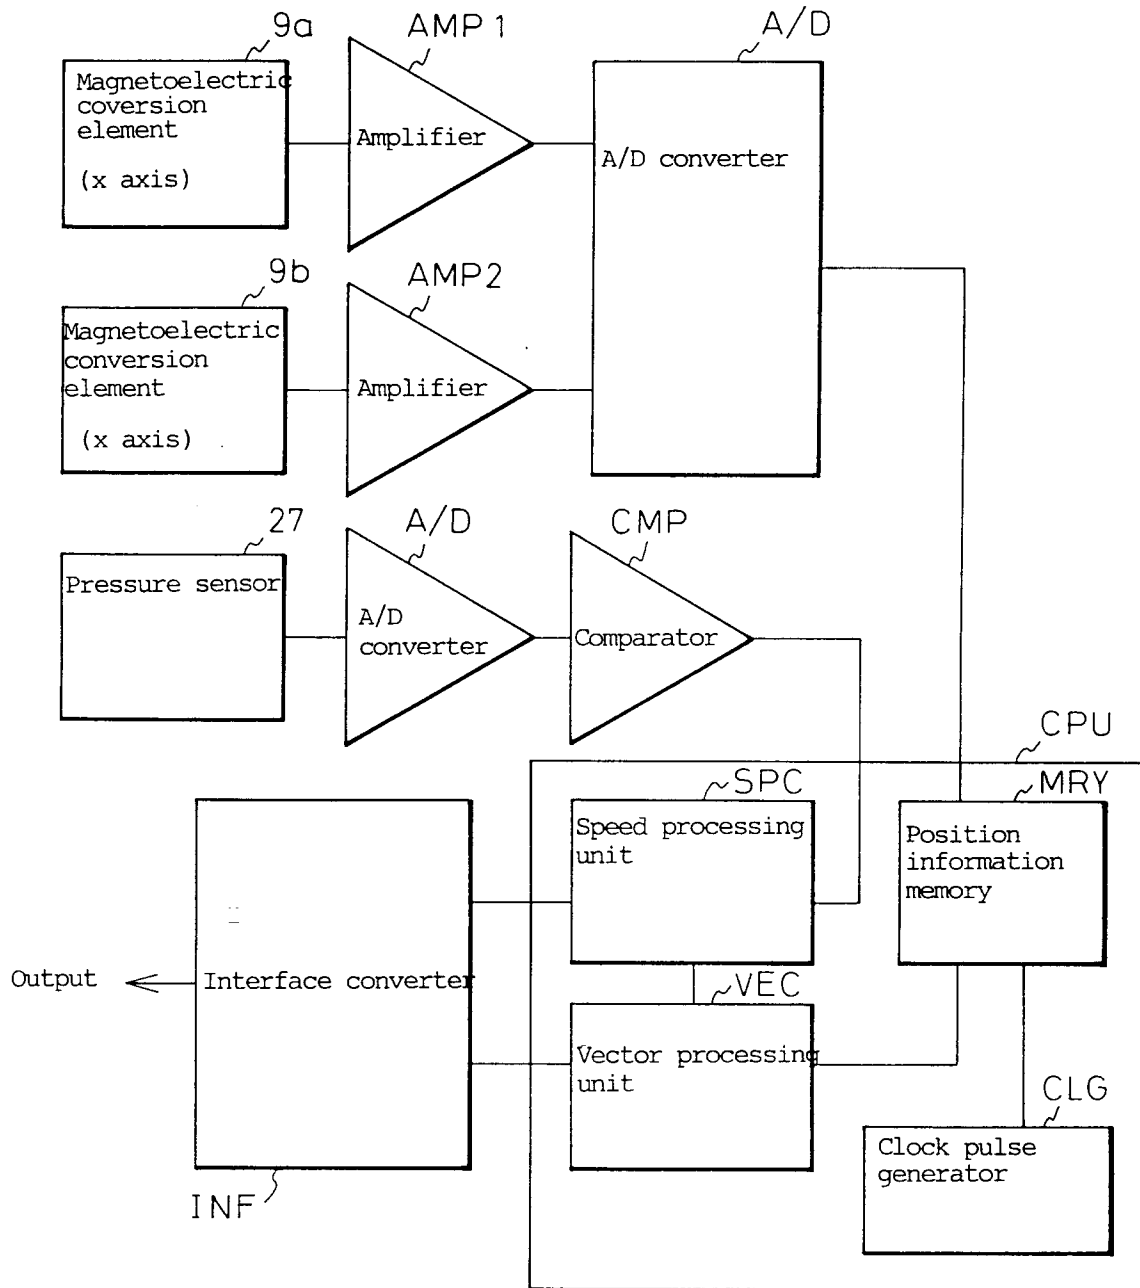 9a
AMP1
A/D
Magnetoelectric
coversion
element
(x axis)
Amplifier
A/D converter
9b
AMP2
Magnetoelectric
conversion
element
(x axis)
Amplifier
27
A/D
CMP
Pressure sensor
A/D
converter
Comparator
CPU
SPC
MRY
Speed processing
unit
Position
information
memory
Output
Interface converter
VEC
Vector processing
unit
CLG
Clock pulse
generator
INF